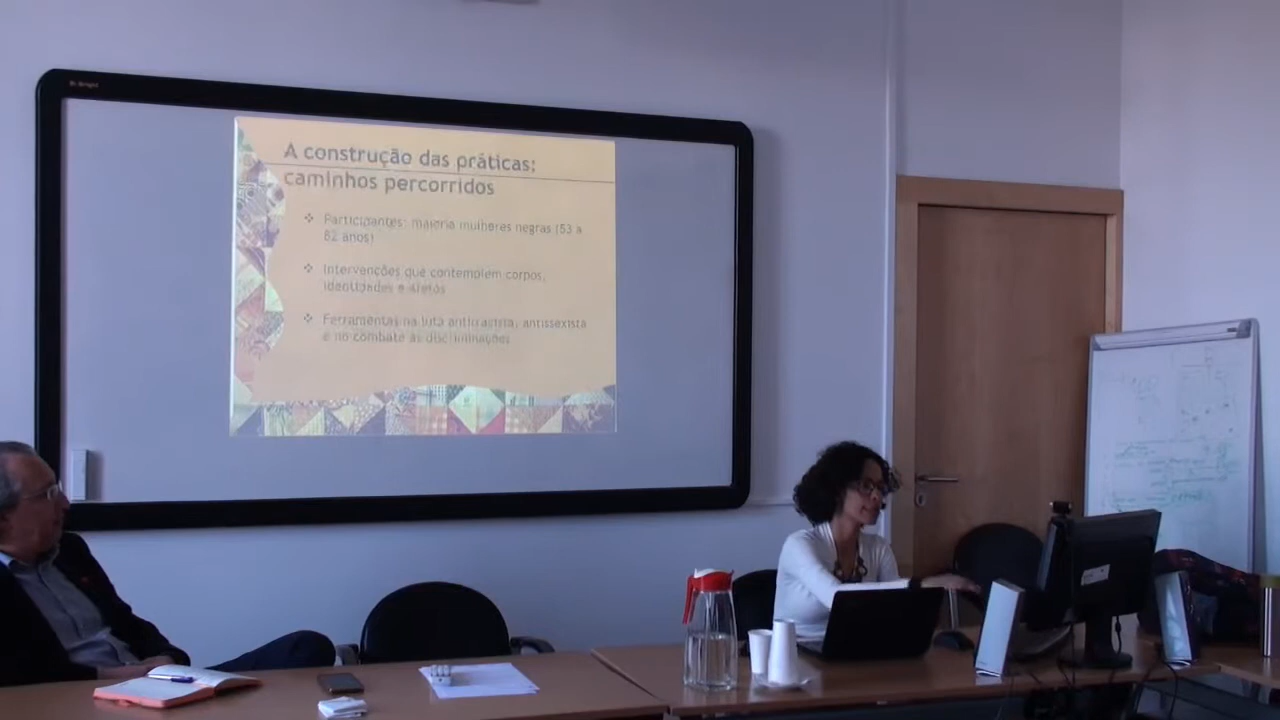 A construção das práticas:
caminhos percorridos
Participantes: maioria mulheres negras (53 a
82 anos)
Intervenções que contemplem corpos,
identidades e afetos
Ferramentas na luta antirracista, antissexista
e no combate às discriminações